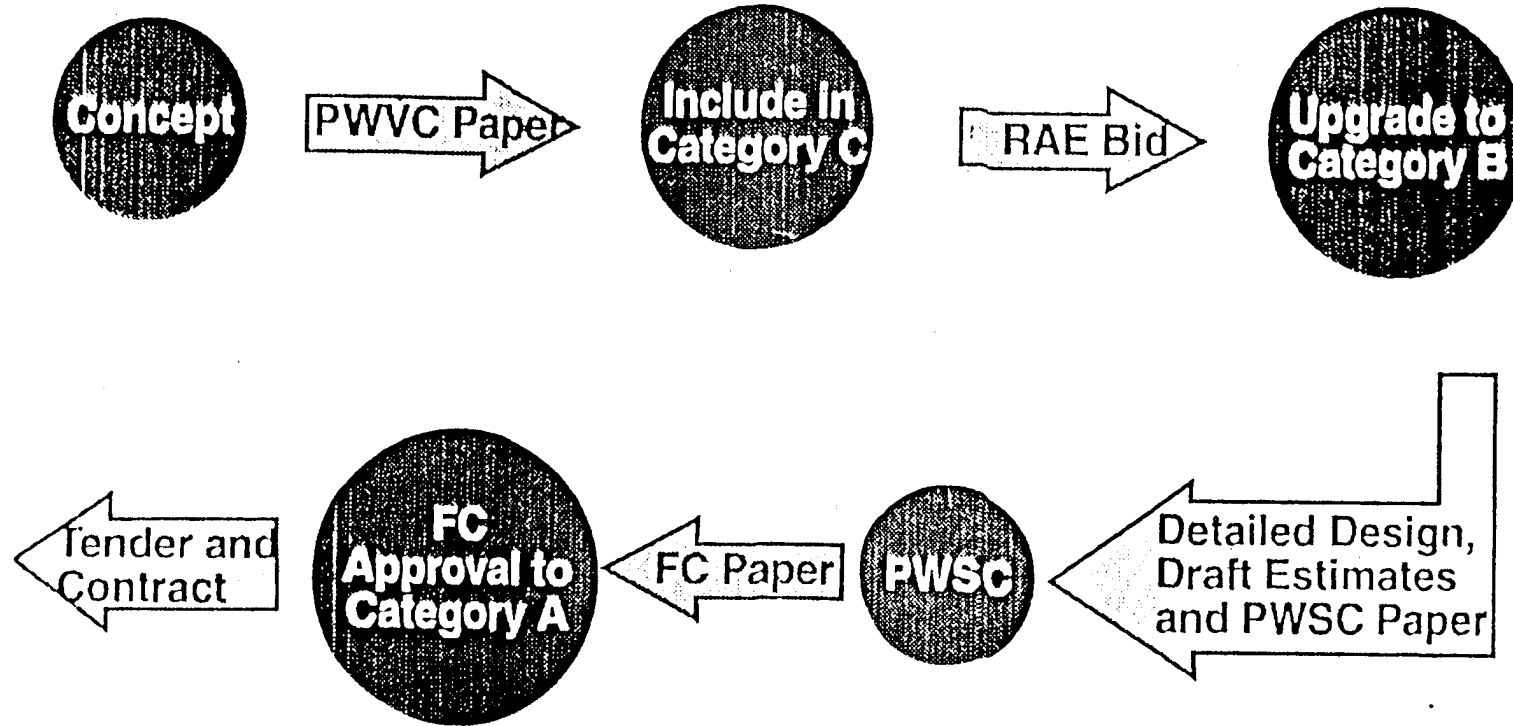 Concept
PWVC Paper
Include in
Category C
RAE Bid
Upgrade to
Category B
Detailed Design,
Draft Estimates
and PWSC Paper
PWSC
FC Paper
FC
Approval to
Category A
Tender and
Contract